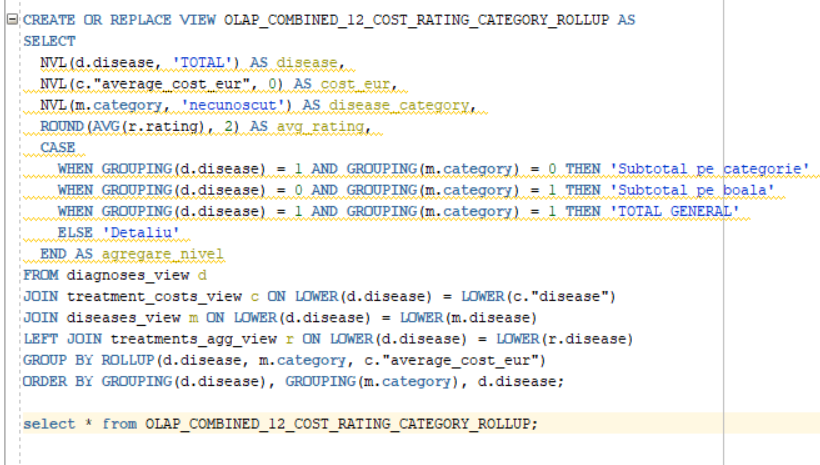 CREATE OR REPLACE VIEW OLAP_COMBINED_12_COST_RATING_CATEGORY_ROLLUP AS
SELECT
  NVL(d.disease, 'TOTAL') AS disease,
  NVL(c."average_cost_eur", 0) AS cost_eur,
  NVL(m.category, 'necunoscut') AS disease_category,
  ROUND(AVG(r.rating), 2) AS avg_rating,
  CASE
    WHEN GROUPING(d.disease) = 1 AND GROUPING(m.category) = 0 THEN 'Subtotal pe categorie'
    WHEN GROUPING(d.disease) = 0 AND GROUPING(m.category) = 1 THEN 'Subtotal pe boala'
    WHEN GROUPING(d.disease) = 1 AND GROUPING(m.category) = 1 THEN 'TOTAL GENERAL'
    ELSE 'Detaliu'
  END AS agregare_nivel
FROM diagnoses_view d
JOIN treatment_costs_view c ON LOWER(d.disease) = LOWER(c."disease")
JOIN diseases_view m ON LOWER(d.disease) = LOWER(m.disease)
LEFT JOIN treatments_agg_view r ON LOWER(d.disease) = LOWER(r.disease)
GROUP BY ROLLUP(d.disease, m.category, c."average_cost_eur")
ORDER BY GROUPING(d.disease), GROUPING(m.category), d.disease;
select * from OLAP_COMBINED_12_COST_RATING_CATEGORY_ROLLUP;